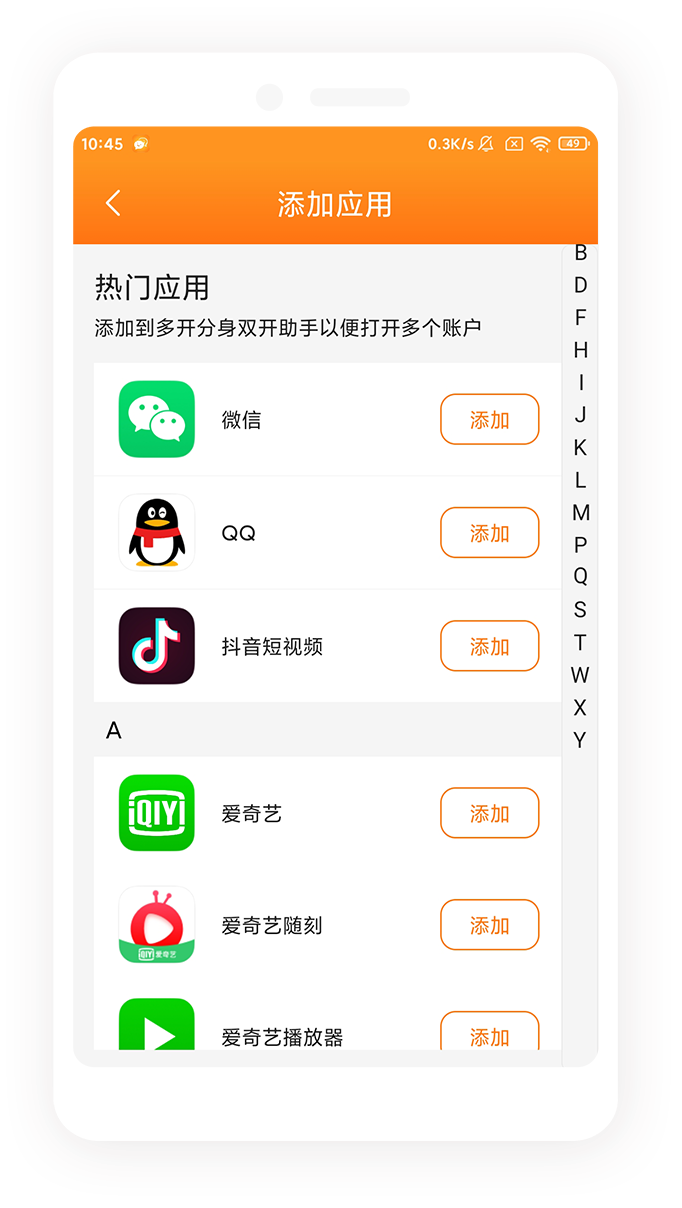 10:45
0.3K/s
49
添加应用
热门应用
添加到多开分身双开助手以便打开多个账户
微信
添加
QQ
添加
抖音短视频
添加
A
iQIYI
爱奇艺
添加
QIY 爱奇艺
爱奇艺随刻
添加
爱奇艺播放器
添加
B
D
F
H
I
J
K
L
M
P
Q
S
T
W
X
Y